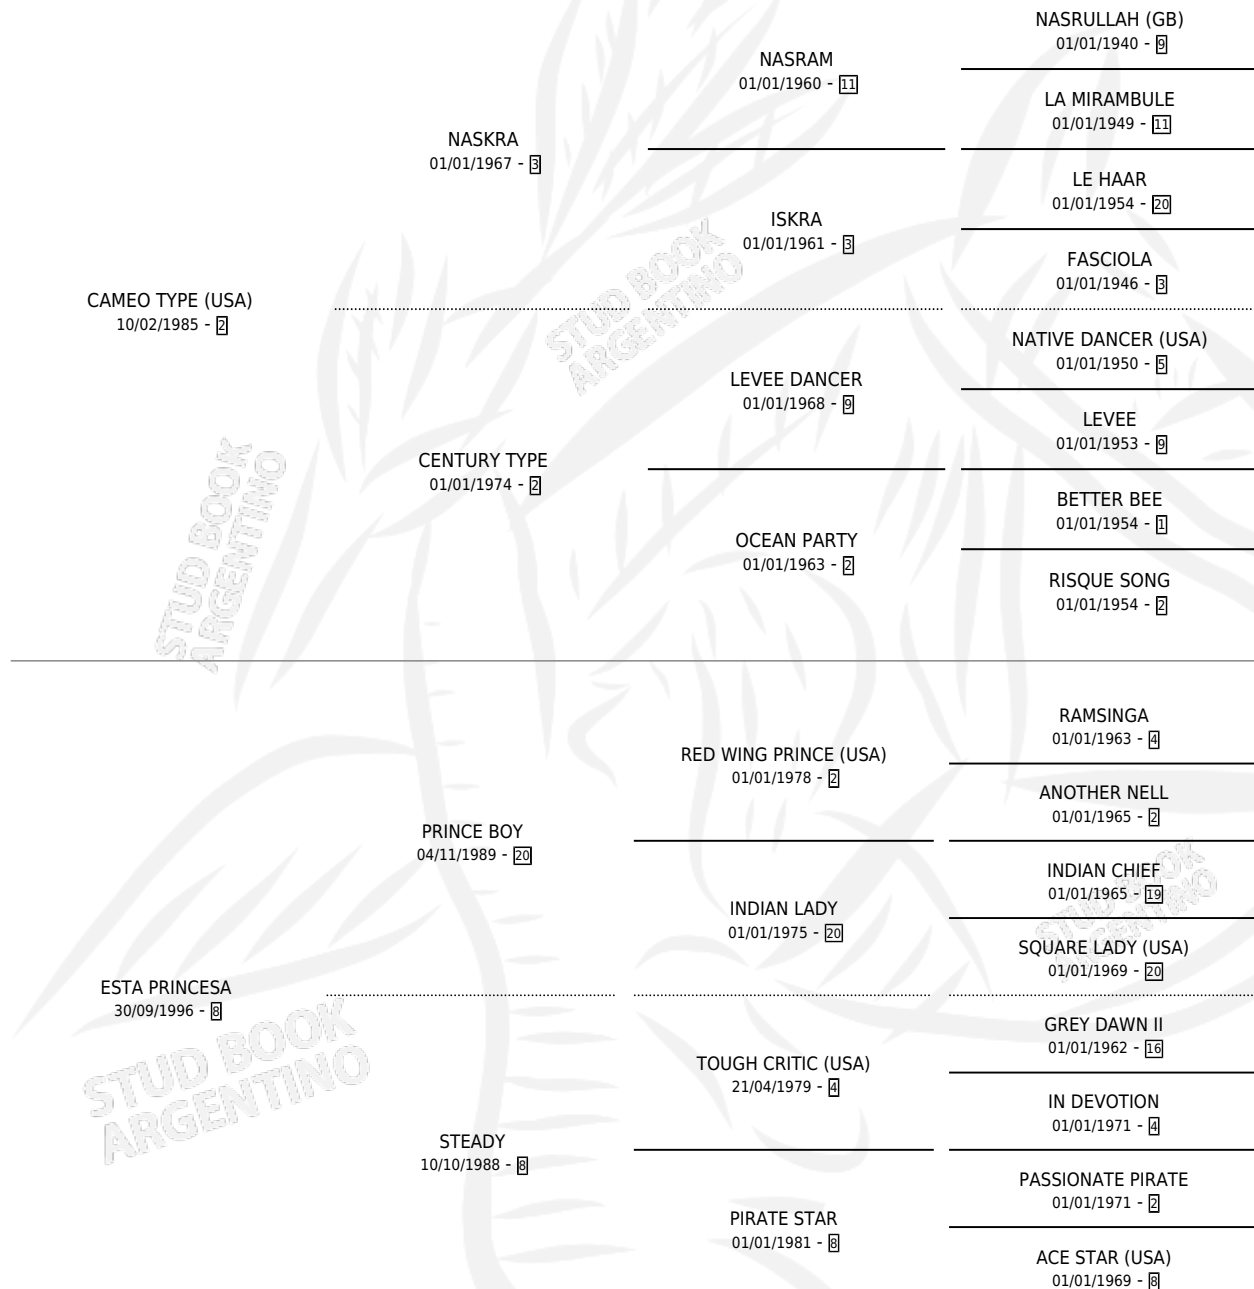 NASRULLAH (GB)
01/01/1940 - 9
NASRAM
01/01/1960 - 11
LA MIRAMBULE
01/01/1949 - 11
NASKRA
01/01/1967 - 3
LE HAAR
01/01/1954 - 20
ISKRA
01/01/1961 - 3
FASCIOLA
01/01/1946 - 3
CAMEO TYPE (USA)
10/02/1985 - 2
NATIVE DANCER (USA)
01/01/1950 - 5
LEVEE DANCER
01/01/1968 - 9
LEVEE
01/01/1953 - 9
CENTURY TYPE
01/01/1974 - 2
BETTER BEE
01/01/1954 - 1
OCEAN PARTY
01/01/1963 - 2
RISQUE SONG
01/01/1954 - 2
RAMSINGA
01/01/1963 - 4
RED WING PRINCE (USA)
01/01/1978 - 2
ANOTHER NELL
01/01/1965 - 2
PRINCE BOY
04/11/1989 - 20
INDIAN CHIEF
01/01/1965 - 19
INDIAN LADY
01/01/1975 - 20
SQUARE LADY (USA)
01/01/1969 - 20
ESTA PRINCESA
30/09/1996 - 8
GREY DAWN II
01/01/1962 - 16
TOUGH CRITIC (USA)
21/04/1979 - 4
IN DEVOTION
01/01/1971 - 4
STEADY
10/10/1988 - 8
PASSIONATE PIRATE
01/01/1971 - 2
PIRATE STAR
01/01/1981 - 8
ACE STAR (USA)
01/01/1969 - 8
STUD BOOK
ARGENTINO
STUD BOOK
ARGENTINO
STUD BOOK
ARGENTINO
STUD BOOK
ARGENTINO